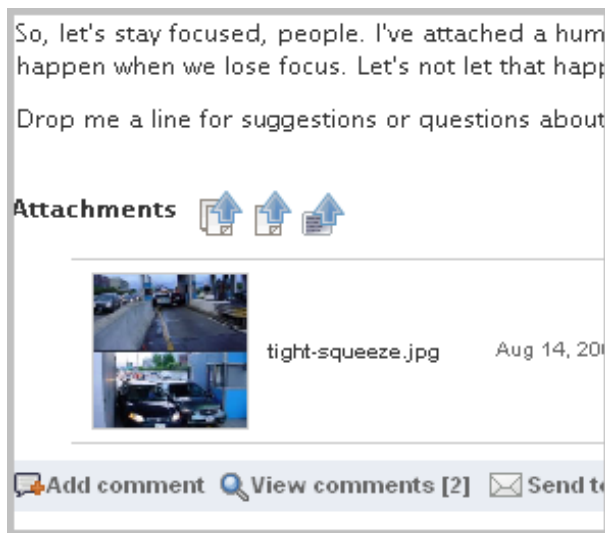 So, let's stay focused, people. I've attached a hum
happen when we lose focus. Let's not let that happ
Drop me a line for suggestions or questions about
Attachments
tight-squeeze.jpg Aug 14, 200
Add comment View comments [2] Send to